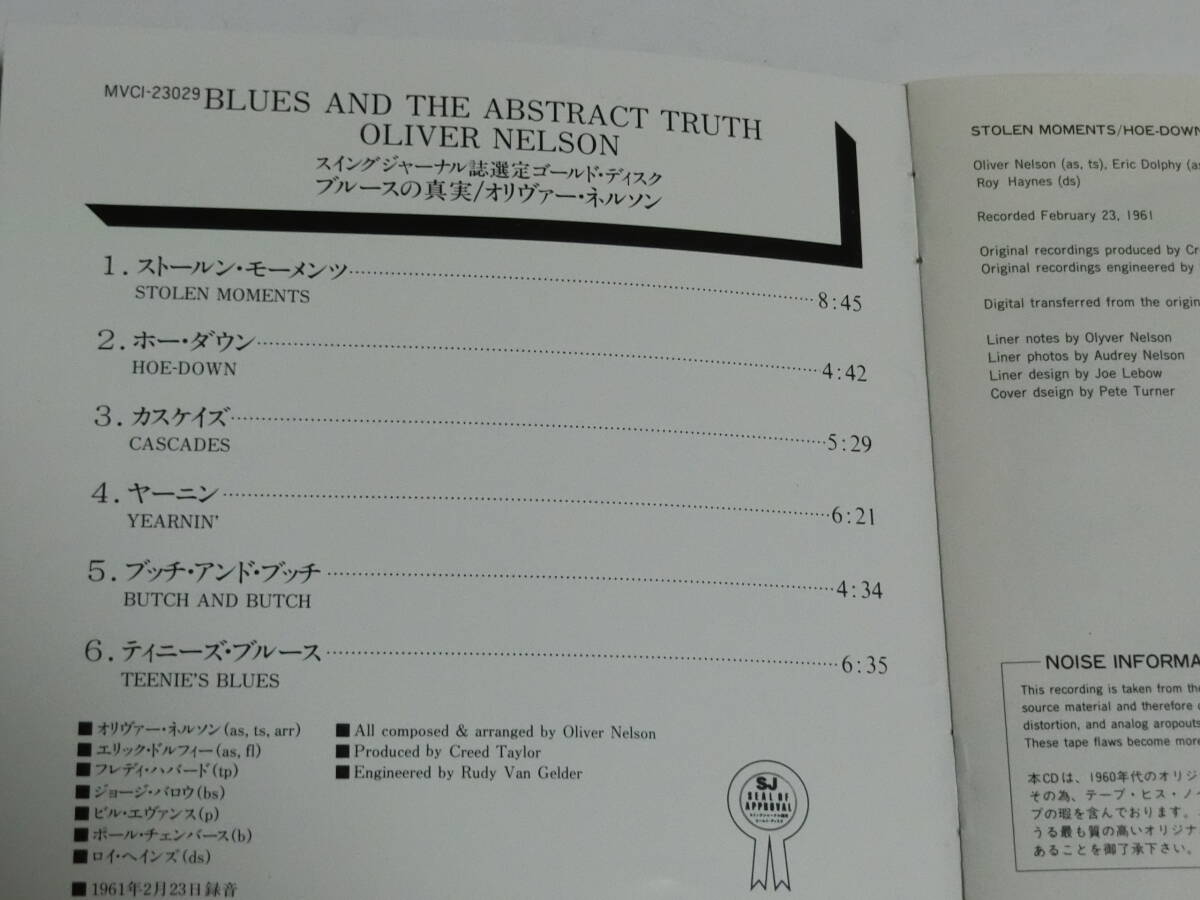 MVCI-23029
BLUES AND THE ABSTRACT TRUTH
OLIVER NELSON
スイングジャーナル誌選定ゴールド・ディスク
ブルースの真実/オリヴァー・ネルソン
1. ストールン・モーメンツ 8:45
STOLEN MOMENTS
2. ホー・ダウン 4:42
HOE-DOWN
3. カスケイズ 5:29
CASCADES
4. ヤーニン 6:21
YEARNIN'
5. ブッチ・アンド・ブッチ 4:34
BUTCH AND BUTCH
6. ティニーズ・ブルース 6:35
TEENIE'S BLUES
■オリヴァー・ネルソン(as, ts, arr)
■エリック・ドルフィー(as, fl)
■フレディ・ハバード(tp)
■ジョージ・バロウ(bs)
■ビル・エヴァンス(p)
■ポール・チェンバース(b)
■ロイ・ヘインズ(ds)
■1961年2月23日録音
■All composed & arranged by Oliver Nelson
■Produced by Creed Taylor
■Engineered by Rudy Van Gelder
SJ
SEAL OF
APPROVAL
STOLEN MOMENTS/HOE-DOWN
Oliver Nelson (as, ts), Eric Dolphy (as
Roy Haynes (ds)
Recorded February 23, 1961
Original recordings produced by Cr
Original recordings engineered by
Digital transferred from the origin
Liner notes by Olyver Nelson
Liner photos by Audrey Nelson
Liner design by Joe Lebow
Cover dseign by Pete Turner
NOISE INFORMA
This recording is taken from the
source material and therefore
distortion, and analog aropouts
These tape flaws become more
本CDは、1960年代のオリジ
その為、テープ・ヒス・ノイ
プの瑕を含んでおります。
うる最も質の高いオリジナ
あることを御了承下さい。